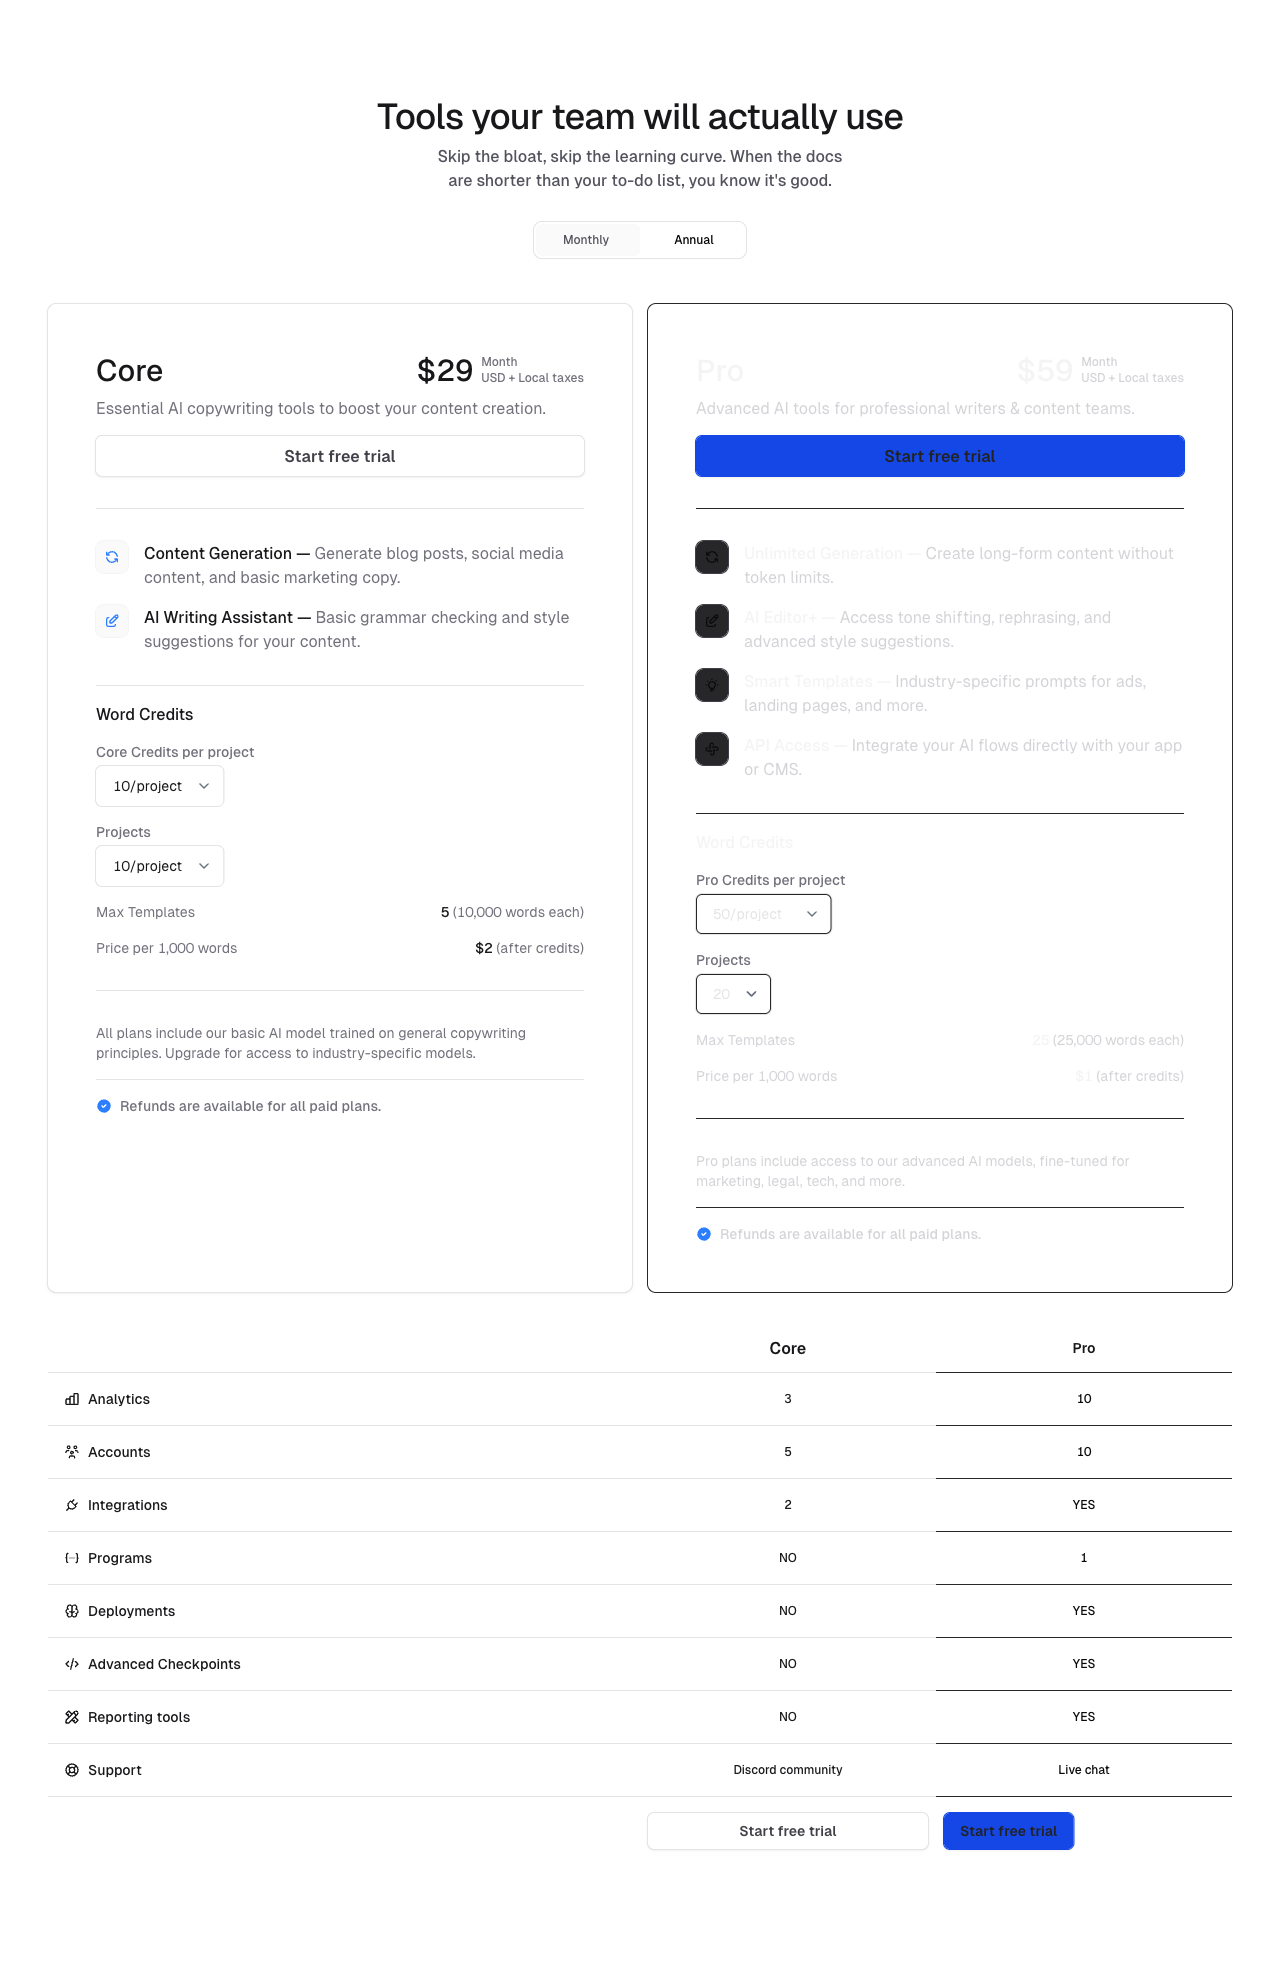 Tools your team will actually use
Skip the bloat, skip the learning curve. When the docs
are shorter than your to-do list, you know it's good.
Monthly
Annual
Core
$29
Month
USD + Local taxes
Essential AI copywriting tools to boost your content creation.
Start free trial
Content Generation — Generate blog posts, social media
content, and basic marketing copy.
AI Writing Assistant — Basic grammar checking and style
suggestions for your content.
Word Credits
Core Credits per project
10/project
Projects
10/project
Max Templates
5 (10,000 words each)
Price per 1,000 words
$2 (after credits)
All plans include our basic AI model trained on general copywriting
principles. Upgrade for access to industry-specific models.
Refunds are available for all paid plans.
Pro
$59
Month
USD + Local taxes
Advanced AI tools for professional writers & content teams.
Start free trial
Unlimited Generation — Create long-form content without
token limits.
AI Editor+ — Access tone shifting, rephrasing, and
advanced style suggestions.
Smart Templates — Industry-specific prompts for ads,
landing pages, and more.
API Access — Integrate your AI flows directly with your app
or CMS.
Word Credits
Pro Credits per project
50/project
Projects
20
Max Templates
25 (25,000 words each)
Price per 1,000 words
$1 (after credits)
Pro plans include access to our advanced AI models, fine-tuned for
marketing, legal, tech, and more.
Refunds are available for all paid plans.
Core
Pro
Analytics
3
10
Accounts
5
10
Integrations
2
YES
Programs
NO
1
Deployments
NO
YES
Advanced Checkpoints
NO
YES
Reporting tools
NO
YES
Support
Discord community
Live chat
Start free trial
Start free trial